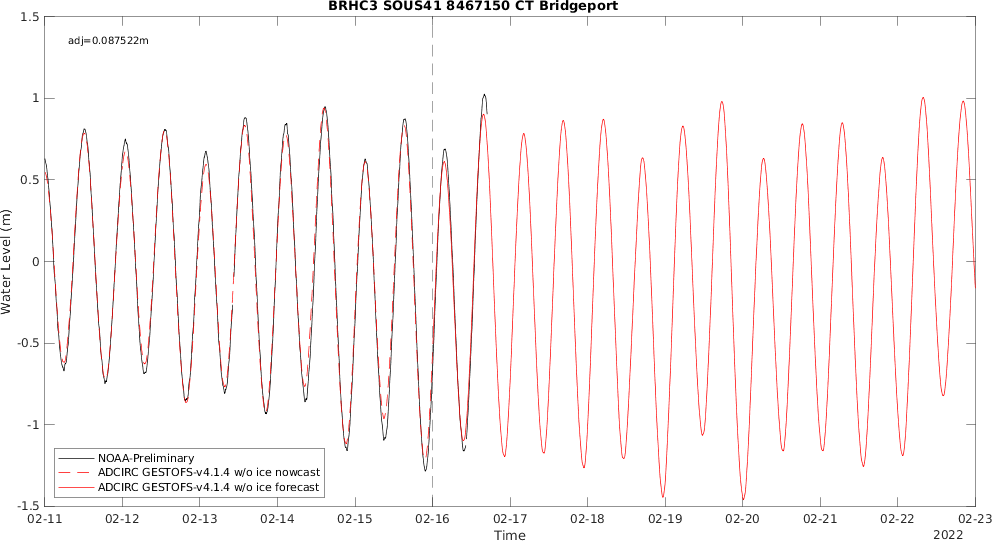 BRHC3 SOUS41 8467150 CT Bridgeport
adj=0.087522m
1.5
1
0.5
0
-0.5
-1
-1.5
Water Level (m)
NOAA-Preliminary
ADCIRC GESTOFS-v4.1.4 w/o ice nowcast
ADCIRC GESTOFS-v4.1.4 w/o ice forecast
02-11 02-12 02-13 02-14 02-15 02-16 02-17 02-18 02-19 02-20 02-21 02-22 02-23
Time
2022